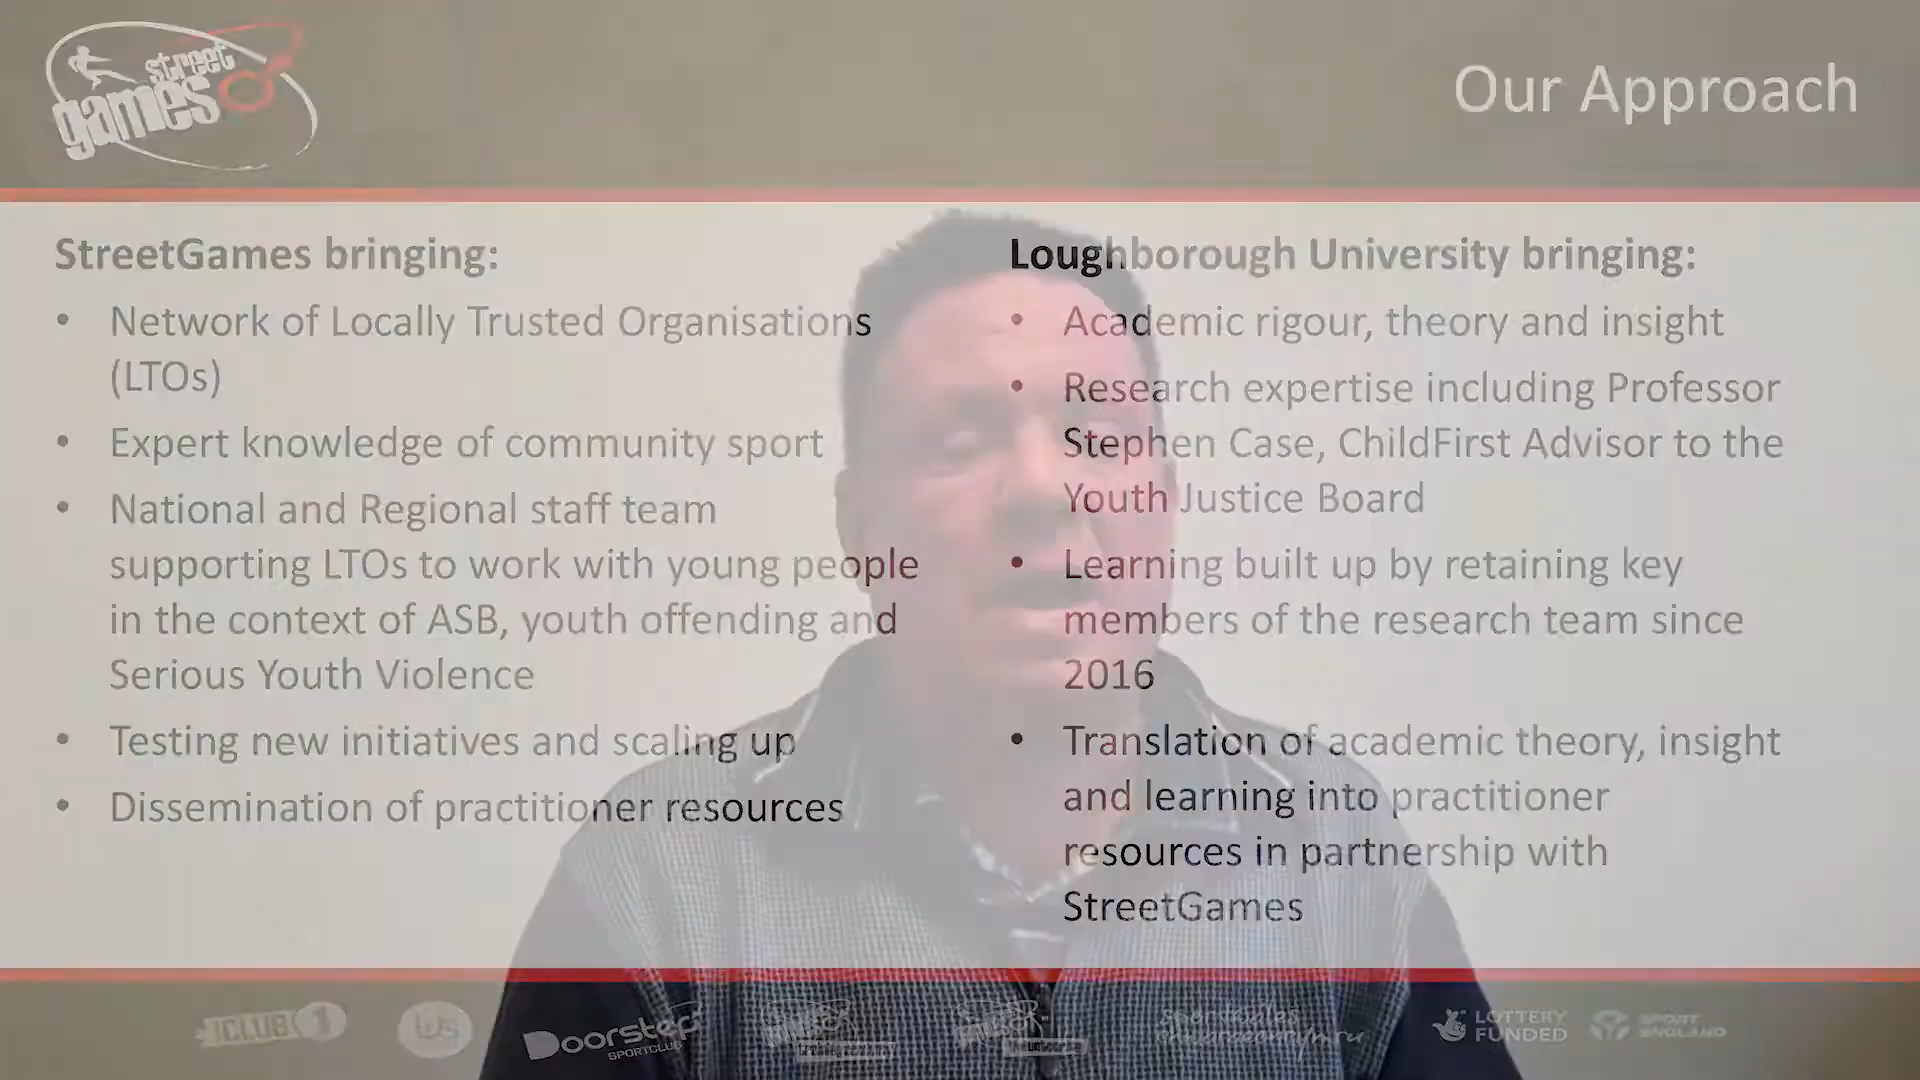 street
games
Our Approach
StreetGames bringing:
• Network of Locally Trusted Organisations
(LTOs)
• Expert knowledge of community sport
• National and Regional staff team
supporting LTOs to work with young people
in the context of ASB, youth offending and
Serious Youth Violence
• Testing new initiatives and scaling up
• Dissemination of practitioner resources
Loughborough University bringing:
• Academic rigour, theory and insight
• Research expertise including Professor
Stephen Case, ChildFirst Advisor to the
Youth Justice Board
• Learning built up by retaining key
members of the research team since
2016
• Translation of academic theory, insight
and learning into practitioner
resources in partnership with
StreetGames
CLUB 1
Us
Doorstep
SPORTCLUB
LOTTERY
FUNDED
SPORT
ENGLAND